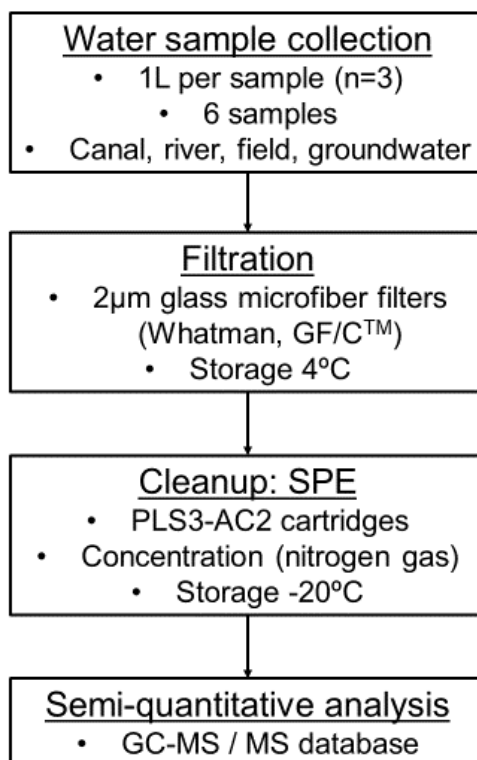 Water sample collection
• 1L per sample (n=3)
• 6 samples
• Canal, river, field, groundwater
Filtration
• 2µm glass microfiber filters
(Whatman, GF/C™)
• Storage 4ºC
Cleanup: SPE
• PLS3-AC2 cartridges
• Concentration (nitrogen gas)
• Storage -20ºC
Semi-quantitative analysis
• GC-MS / MS database